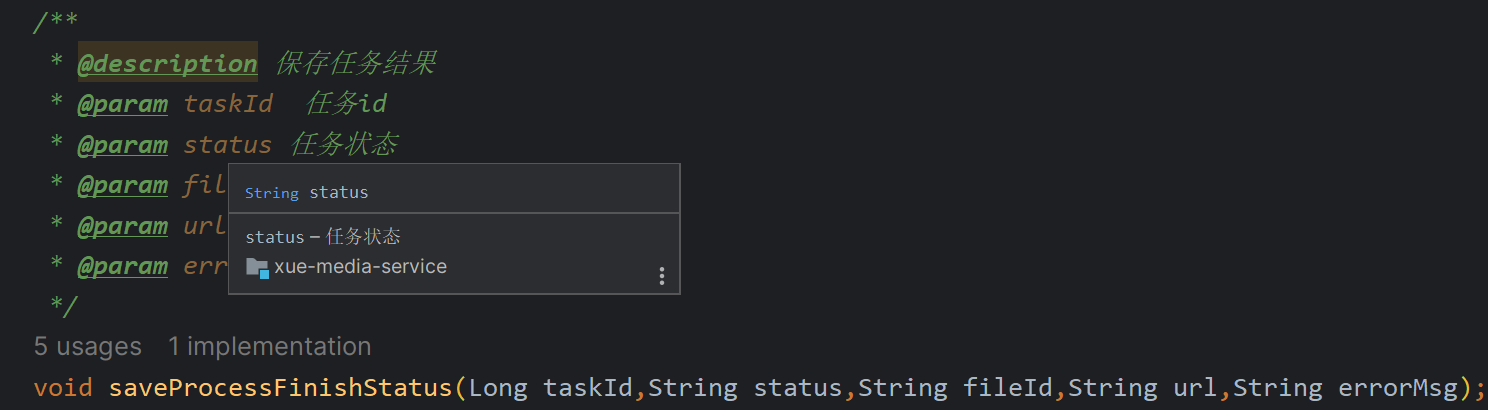 /**
* @description 保存任务结果
* @param taskId 任务id
* @param status 任务状态
* @param fil
* @param url
* @param err
*/
String status
status – 任务状态
xue-media-service
5 usages 1 implementation
void saveProcessFinishStatus(Long taskId,String status,String fileId,String url,String errorMsg);